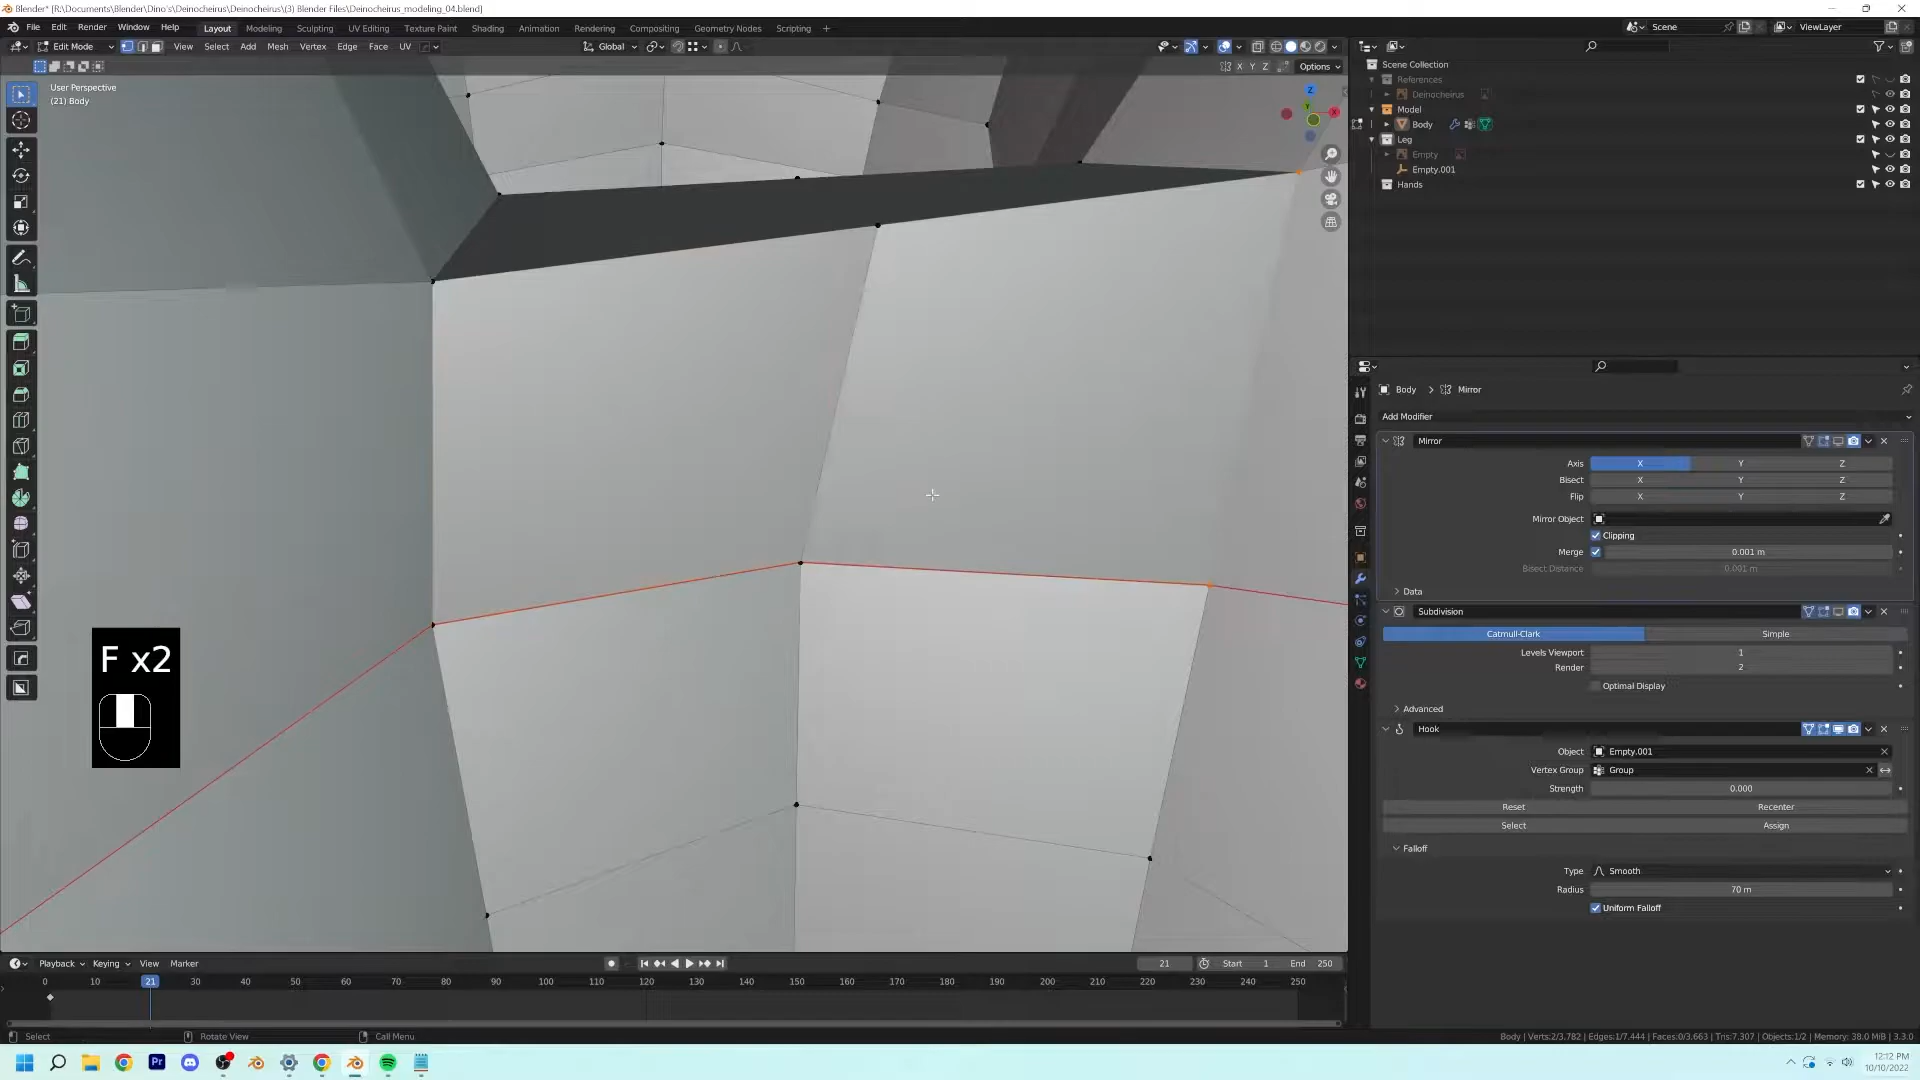 Blender* [R:\Documents\Blender\Dino's\Deinocheirus\Deinocheirus\(3) Blender Files\Deinocheirus_modeling_04.blend]
File Edit Render Window Help Layout Modeling Sculpting UV Editing Texture Paint Shading Animation Rendering Compositing Geometry Nodes Scripting + Scene ViewLayer
Edit Mode View Select Add Mesh Vertex Edge Face UV Global
X Y Z Options
User Perspective
(21) Body
Scene Collection
References
Deinocheirus
Model
Body
Leg
Empty
Empty.001
Hands
Z
Y
X
Body > Mirror
Add Modifier
Mirror
Axis X Y Z
Bisect X Y Z
Flip X Y Z
Mirror Object
Clipping
Merge 0.001 m
Bisect Distance 0.001 m
Data
Subdivision
Catmull-Clark Simple
Levels Viewport 1
Render 2
Optimal Display
Advanced
Hook
Object Empty.001
Vertex Group Group
Strength 0.000
Reset Recenter
Select Assign
Falloff
Type Smooth
Radius 70 m
Uniform Falloff
F x2
Playback Keying View Marker 21 Start 1 End 250
0 10 21 30 40 50 60 70 80 90 100 110 120 130 140 150 160 170 180 190 200 210 220 230 240 250
Select Rotate View Call Menu Body | Verts:2/3,782 | Edges:1/7,444 | Faces:0/3,663 | Tris:7,307 | Objects:1/2 | Memory: 38.0 MiB | 3.3.0
12:12 PM
10/10/2022